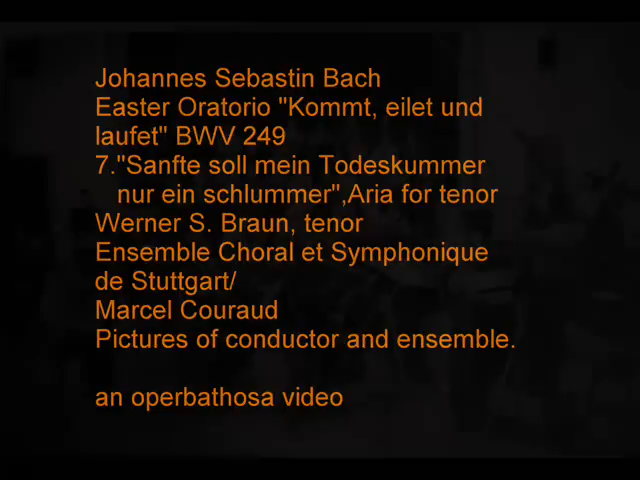 Johannes Sebastin Bach
Easter Oratorio "Kommt, eilet und
laufet" BWV 249
7."Sanfte soll mein Todeskummer
nur ein schlummer",Aria for tenor
Werner S. Braun, tenor
Ensemble Choral et Symphonique
de Stuttgart/
Marcel Couraud
Pictures of conductor and ensemble.
an operbathosa video